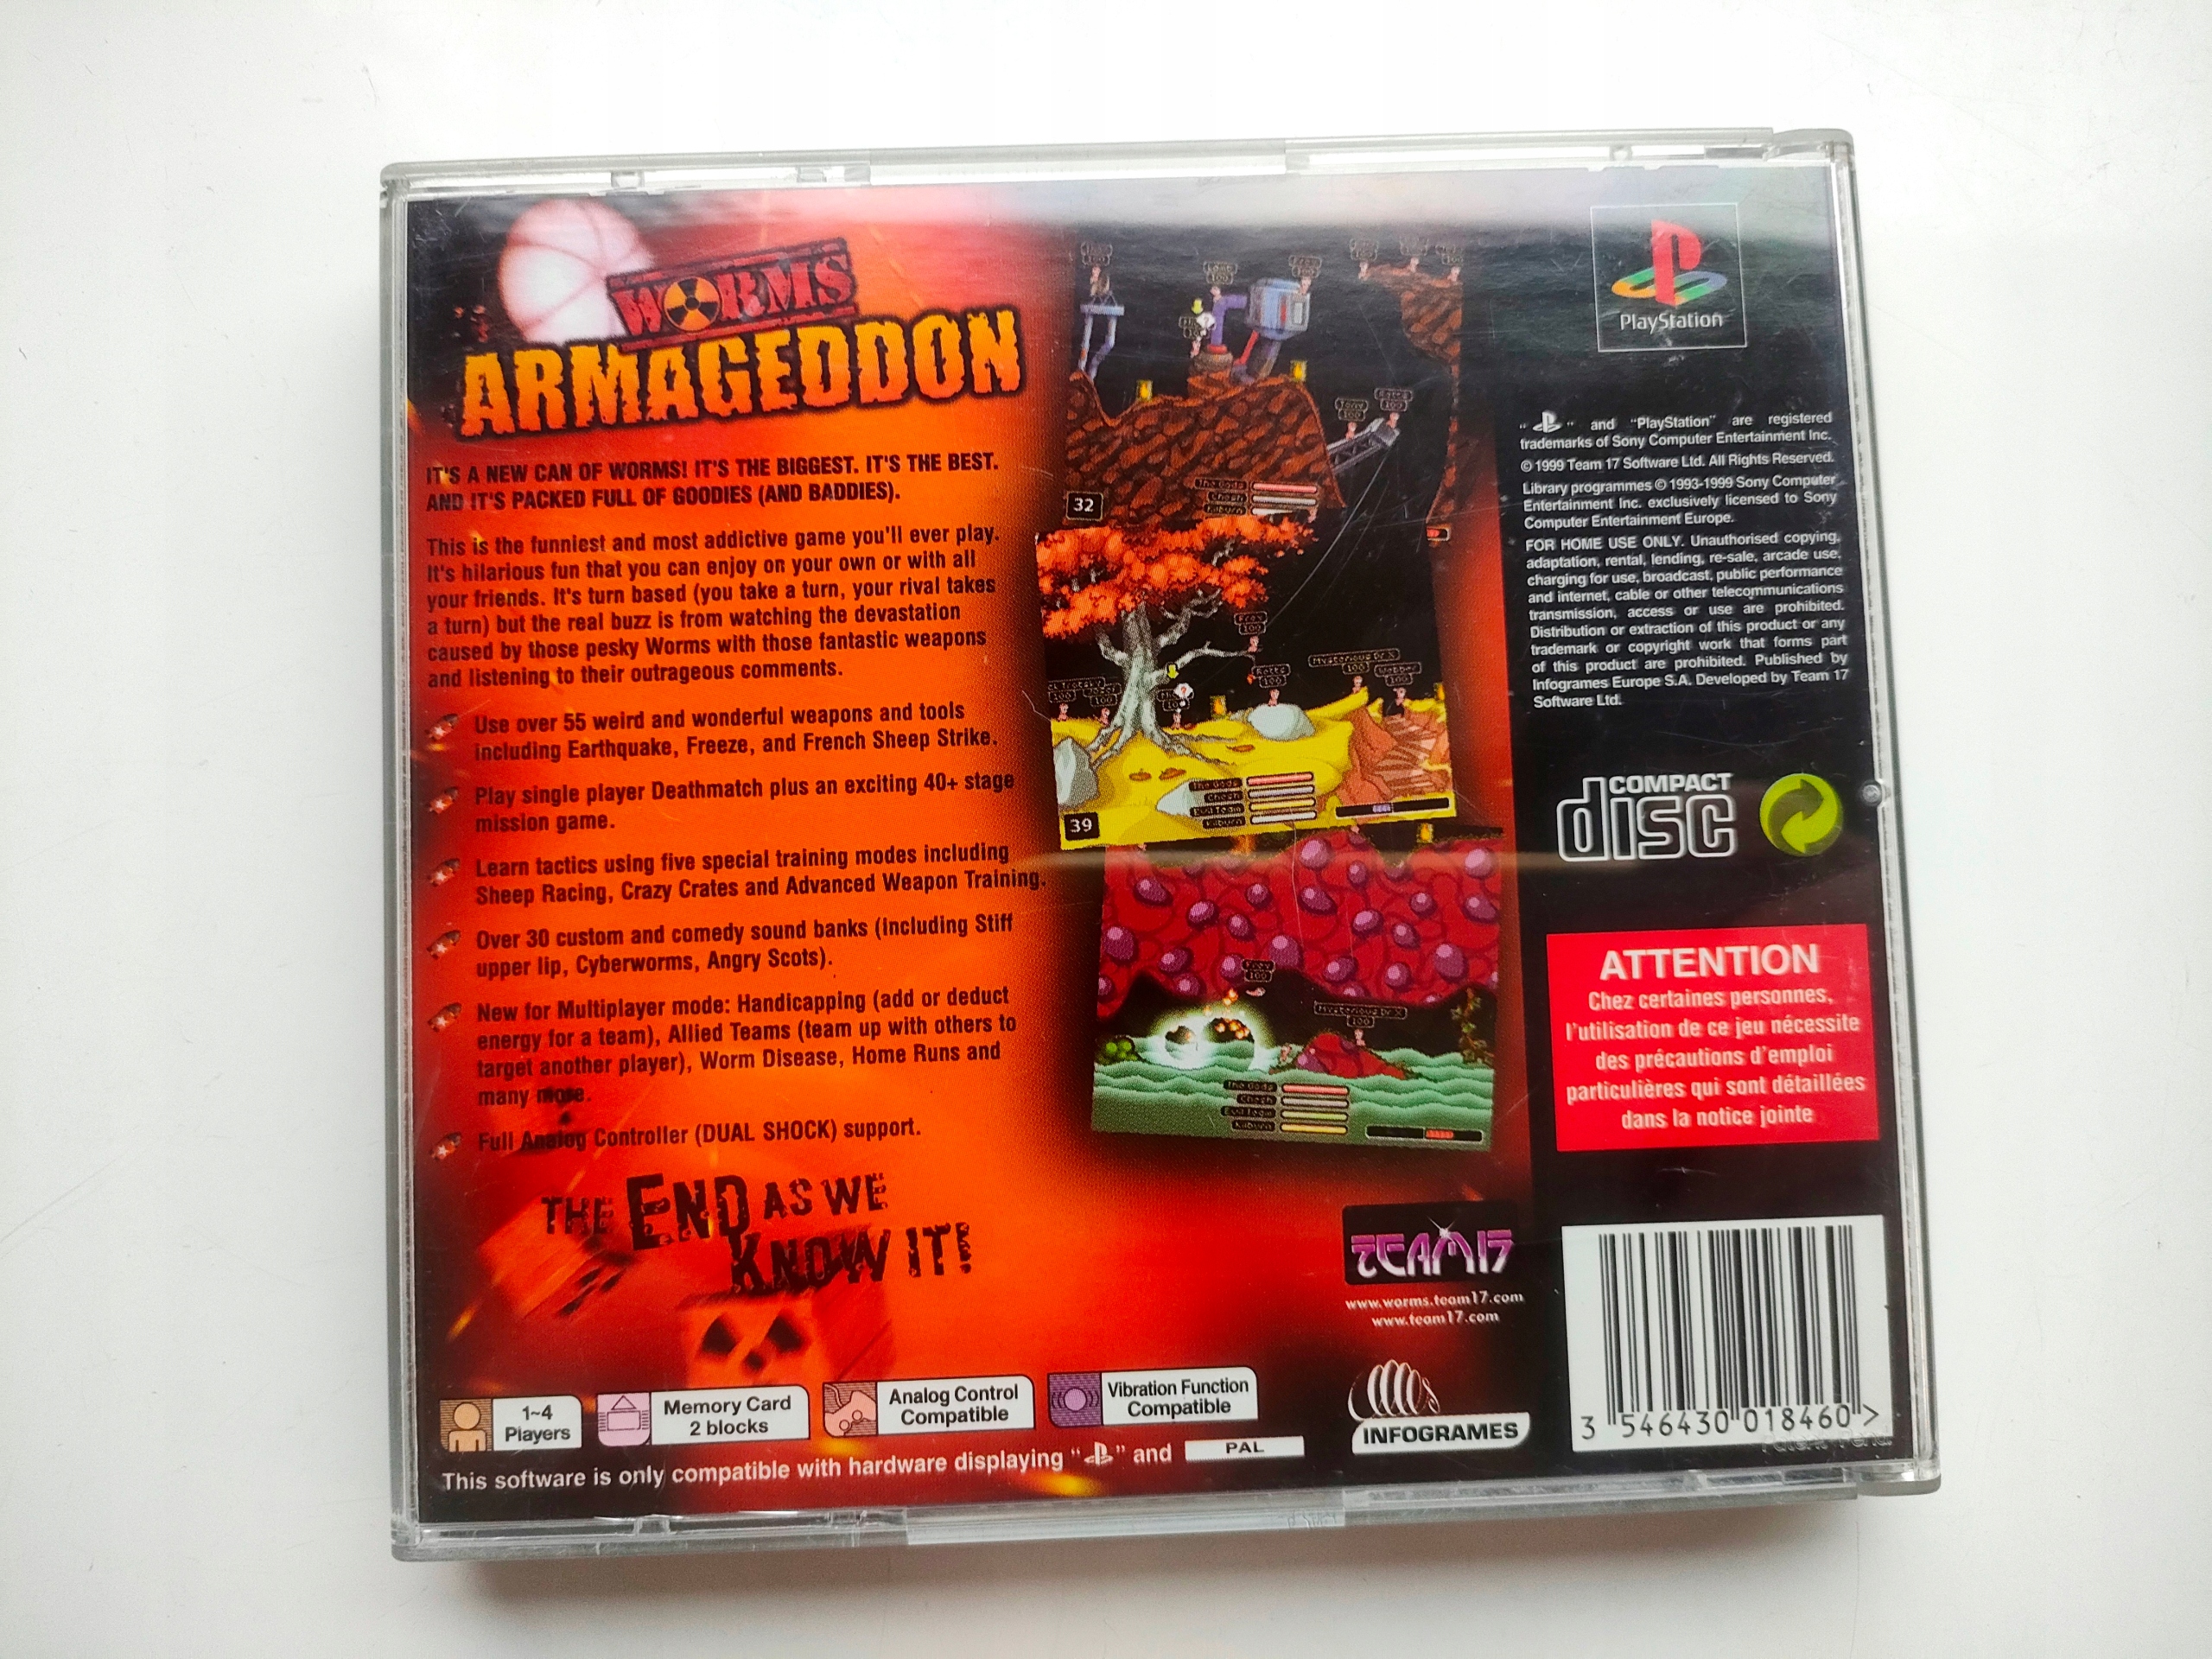 WORMS
ARMAGEDDON
IT'S A NEW CAN OF WORMS! IT'S THE BIGGEST. IT'S THE BEST.
AND IT'S PACKED FULL OF GOODIES (AND BADDIES).
This is the funniest and most addictive game you'll ever play.
It's hilarious fun that you can enjoy on your own or with all
your friends. It's turn based (you take a turn, your rival takes
a turn) but the real buzz is from watching the devastation
caused by those pesky Worms with those fantastic weapons
and listening to their outrageous comments.
Use over 55 weird and wonderful weapons and tools
including Earthquake, Freeze, and French Sheep Strike.
Play single player Deathmatch plus an exciting 40+ stage
mission game.
Learn tactics using five special training modes including
Sheep Racing, Crazy Crates and Advanced Weapon Training.
Over 30 custom and comedy sound banks (including Stiff
upper lip, Cyberworms, Angry Scots).
New for Multiplayer mode: Handicapping (add or deduct
energy for a team), Allied Teams (team up with others to
target another player), Worm Disease, Home Runs and
many more.
Full Analog Controller (DUAL SHOCK) support.
THE END AS WE
KNOW IT!
1~4
Players
Memory Card
2 blocks
Analog Control
Compatible
Vibration Function
Compatible
This software is only compatible with hardware displaying " " and PAL
32
39
The Gods
Mysterious Dr X
100
TEAM17
www.worms.team17.com
www.team17.com
INFOGRAMES
PlayStation
" " and "PlayStation" are registered
trademarks of Sony Computer Entertainment Inc.
© 1999 Team 17 Software Ltd. All Rights Reserved.
Library programmes © 1993-1999 Sony Computer
Entertainment Inc. exclusively licensed to Sony
Computer Entertainment Europe.
FOR HOME USE ONLY. Unauthorised copying,
adaptation, rental, lending, re-sale, arcade use,
charging for use, broadcast, public performance
and internet, cable or other telecommunications
transmission, access or use are prohibited.
Distribution or extraction of this product or any
trademark or copyright work that forms part
of this product are prohibited. Published by
Infogrames Europe S.A. Developed by Team 17
Software Ltd.
COMPACT
disc
ATTENTION
Chez certaines personnes,
l'utilisation de ce jeu nécessite
des précautions d'emploi
particulières qui sont détaillées
dans la notice jointe
3 546430 018460 >